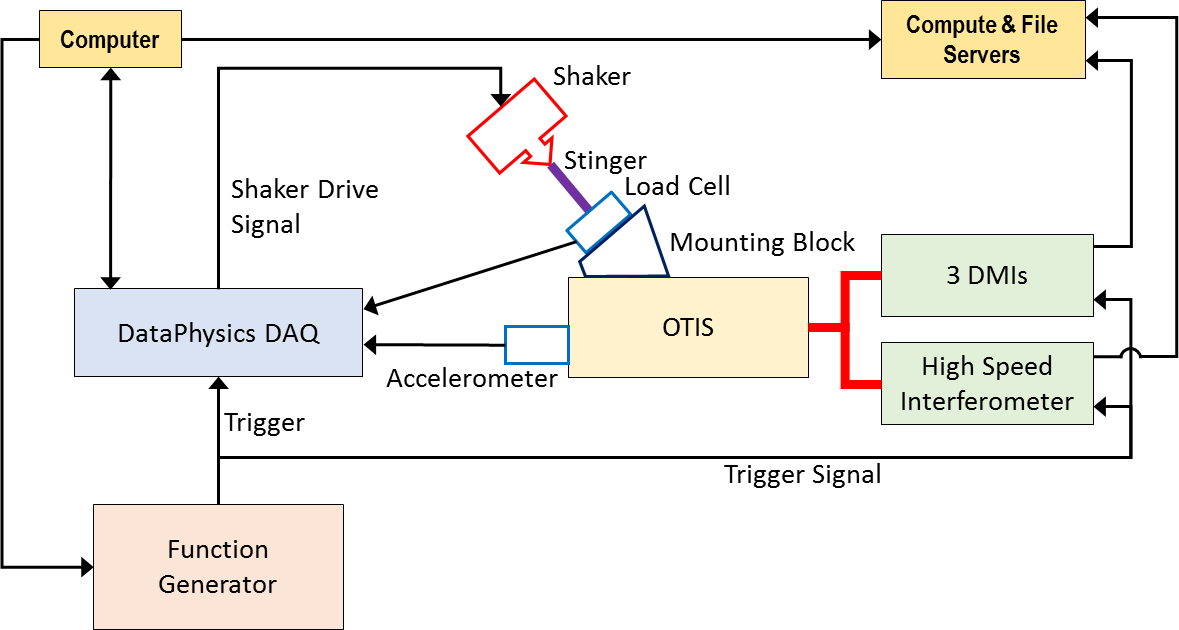 Computer
Compute & File
Servers
Shaker
Stinger
Load Cell
Shaker Drive
Signal
Mounting Block
3 DMIs
DataPhysics DAQ
OTIS
Accelerometer
High Speed
Interferometer
Trigger
Trigger Signal
Function
Generator